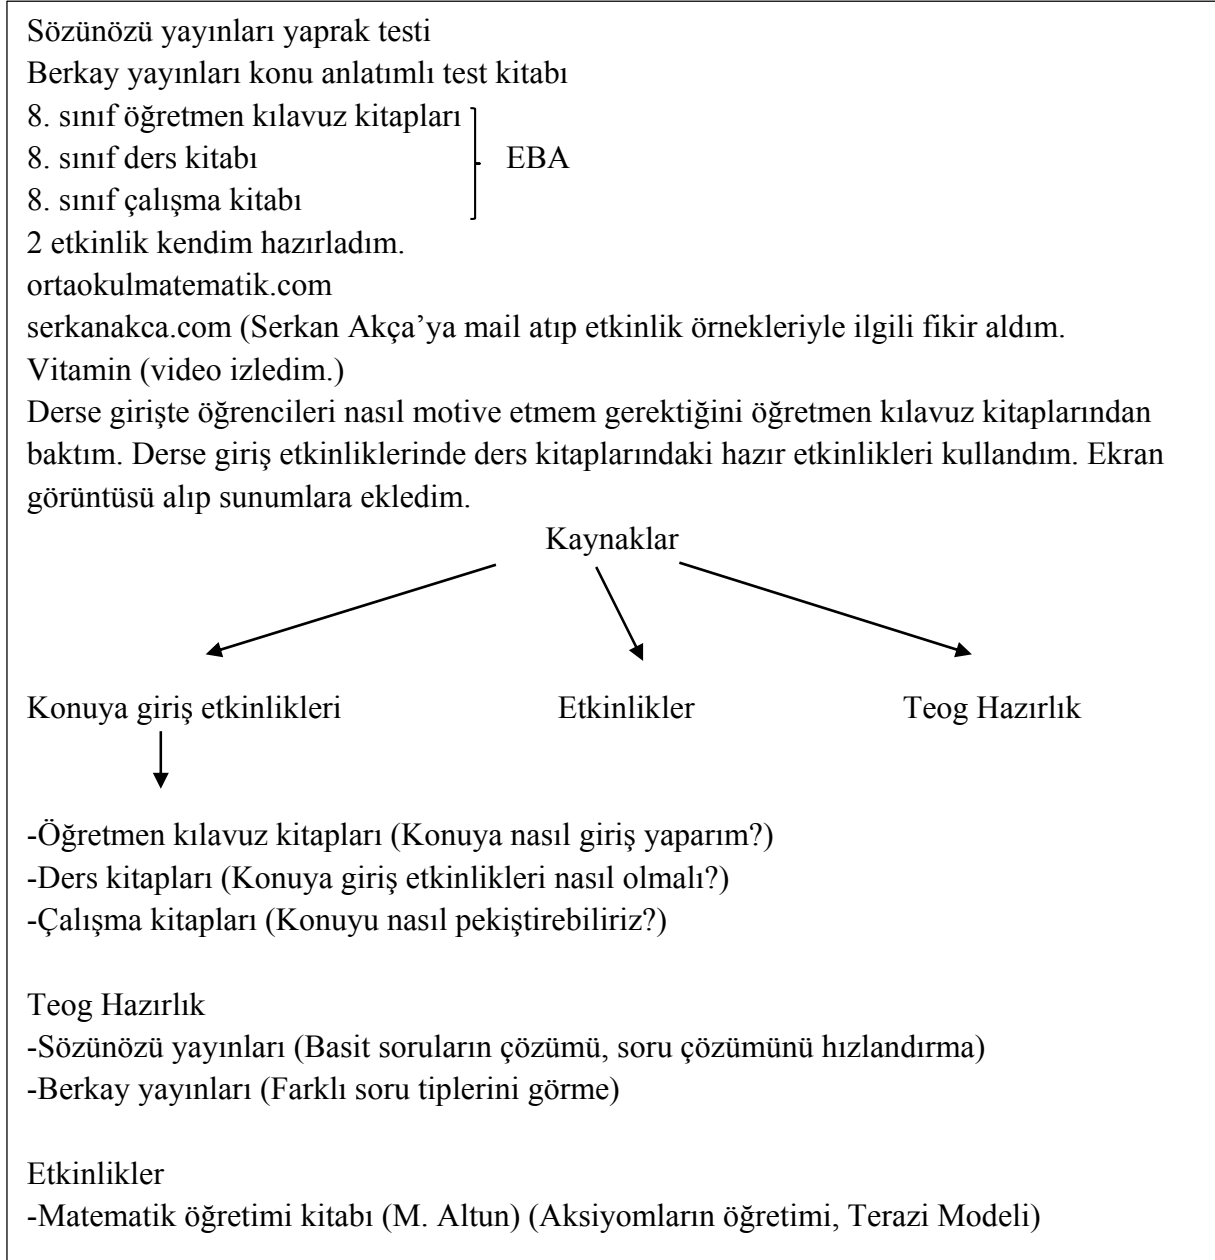 Sözünözü yayınları yaprak testi
Berkay yayınları konu anlatımlı test kitabı
8. sınıf öğretmen kılavuz kitapları
8. sınıf ders kitabı EBA
8. sınıf çalışma kitabı
2 etkinlik kendim hazırladım.
ortaokulmatematik.com
serkanakca.com (Serkan Akça’ya mail atıp etkinlik örnekleriyle ilgili fikir aldım.
Vitamin (video izledim.)
Derse girişte öğrencileri nasıl motive etmem gerektiğini öğretmen kılavuz kitaplarından
baktım. Derse giriş etkinliklerinde ders kitaplarındaki hazır etkinlikleri kullandım. Ekran
görüntüsü alıp sunumlara ekledim.
Kaynaklar
Konuya giriş etkinlikleri Etkinlikler Teog Hazırlık
-Öğretmen kılavuz kitapları (Konuya nasıl giriş yaparım?)
-Ders kitapları (Konuya giriş etkinlikleri nasıl olmalı?)
-Çalışma kitapları (Konuyu nasıl pekiştirebiliriz?)
Teog Hazırlık
-Sözünözü yayınları (Basit soruların çözümü, soru çözümünü hızlandırma)
-Berkay yayınları (Farklı soru tiplerini görme)
Etkinlikler
-Matematik öğretimi kitabı (M. Altun) (Aksiyomların öğretimi, Terazi Modeli)